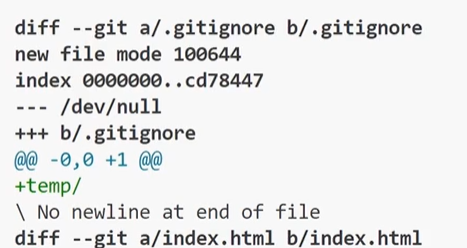 diff --git a/.gitignore b/.gitignore
new file mode 100644
index 0000000..cd78447
--- /dev/null
+++ b/.gitignore
@@ -0,0 +1 @@
+temp/
\ No newline at end of file
diff --git a/index.html b/index.html